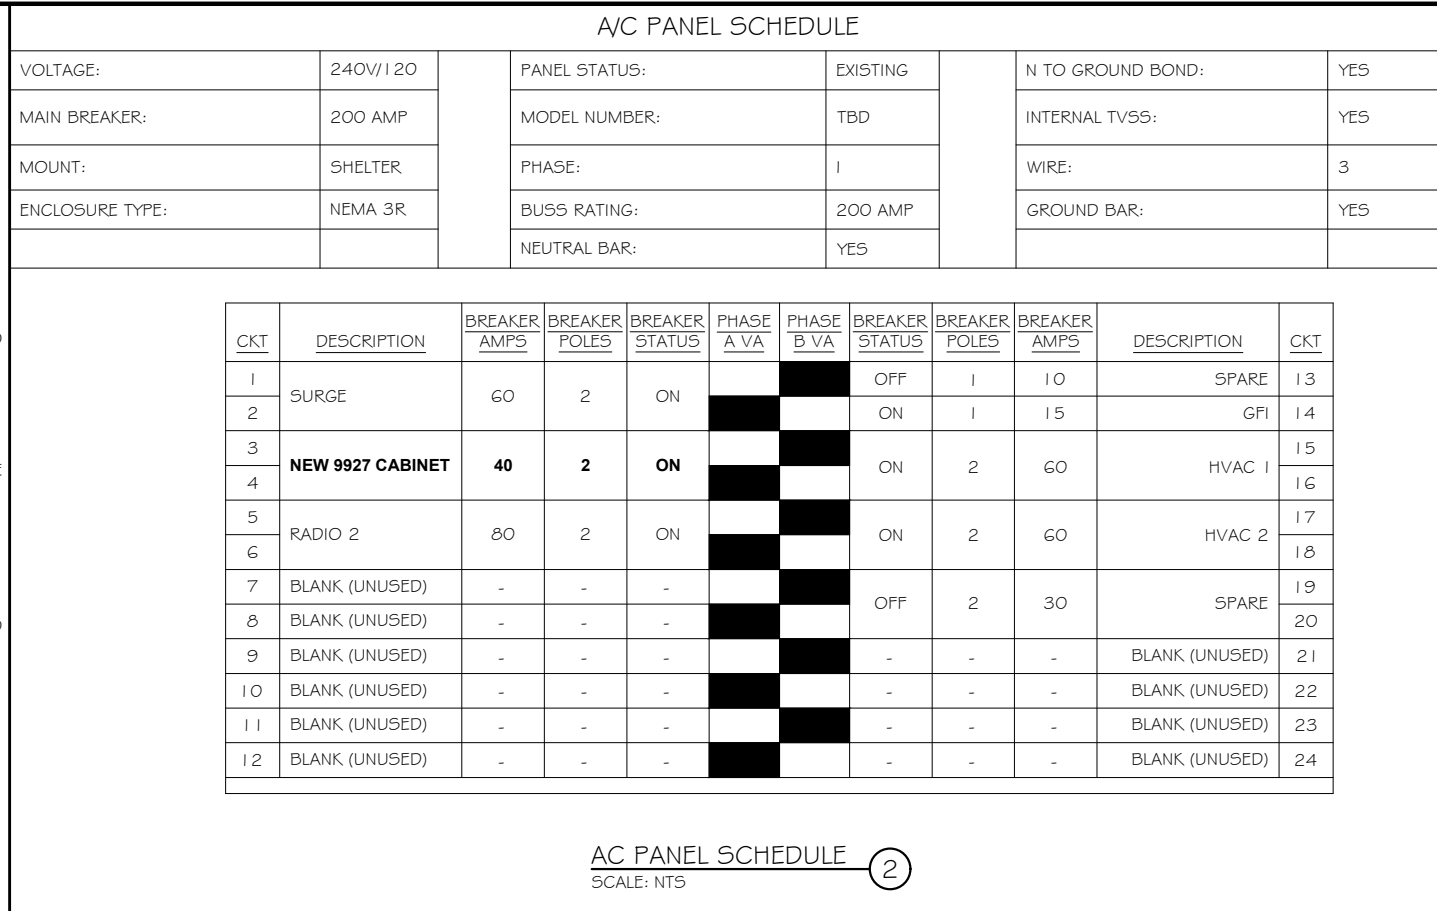 A/C PANEL SCHEDULE
VOLTAGE: 240V/120 PANEL STATUS: EXISTING N TO GROUND BOND: YES
MAIN BREAKER: 200 AMP MODEL NUMBER: TBD INTERNAL TVSS: YES
MOUNT: SHELTER PHASE: 1 WIRE: 3
ENCLOSURE TYPE: NEMA 3R BUSS RATING: 200 AMP GROUND BAR: YES
NEUTRAL BAR: YES
CKT DESCRIPTION BREAKER AMPS BREAKER POLES BREAKER STATUS PHASE A VA PHASE B VA BREAKER STATUS BREAKER POLES BREAKER AMPS DESCRIPTION CKT
1 SURGE 60 2 ON OFF 1 10 SPARE 13
2 ON 1 15 GFI 14
3 NEW 9927 CABINET 40 2 ON ON 2 60 HVAC 1 15
4 16
5 RADIO 2 80 2 ON ON 2 60 HVAC 2 17
6 18
7 BLANK (UNUSED) - - - OFF 2 30 SPARE 19
8 BLANK (UNUSED) - - - 20
9 BLANK (UNUSED) - - - - - - BLANK (UNUSED) 21
10 BLANK (UNUSED) - - - - - - BLANK (UNUSED) 22
11 BLANK (UNUSED) - - - - - - BLANK (UNUSED) 23
12 BLANK (UNUSED) - - - - - - BLANK (UNUSED) 24
AC PANEL SCHEDULE 2
SCALE: NTS